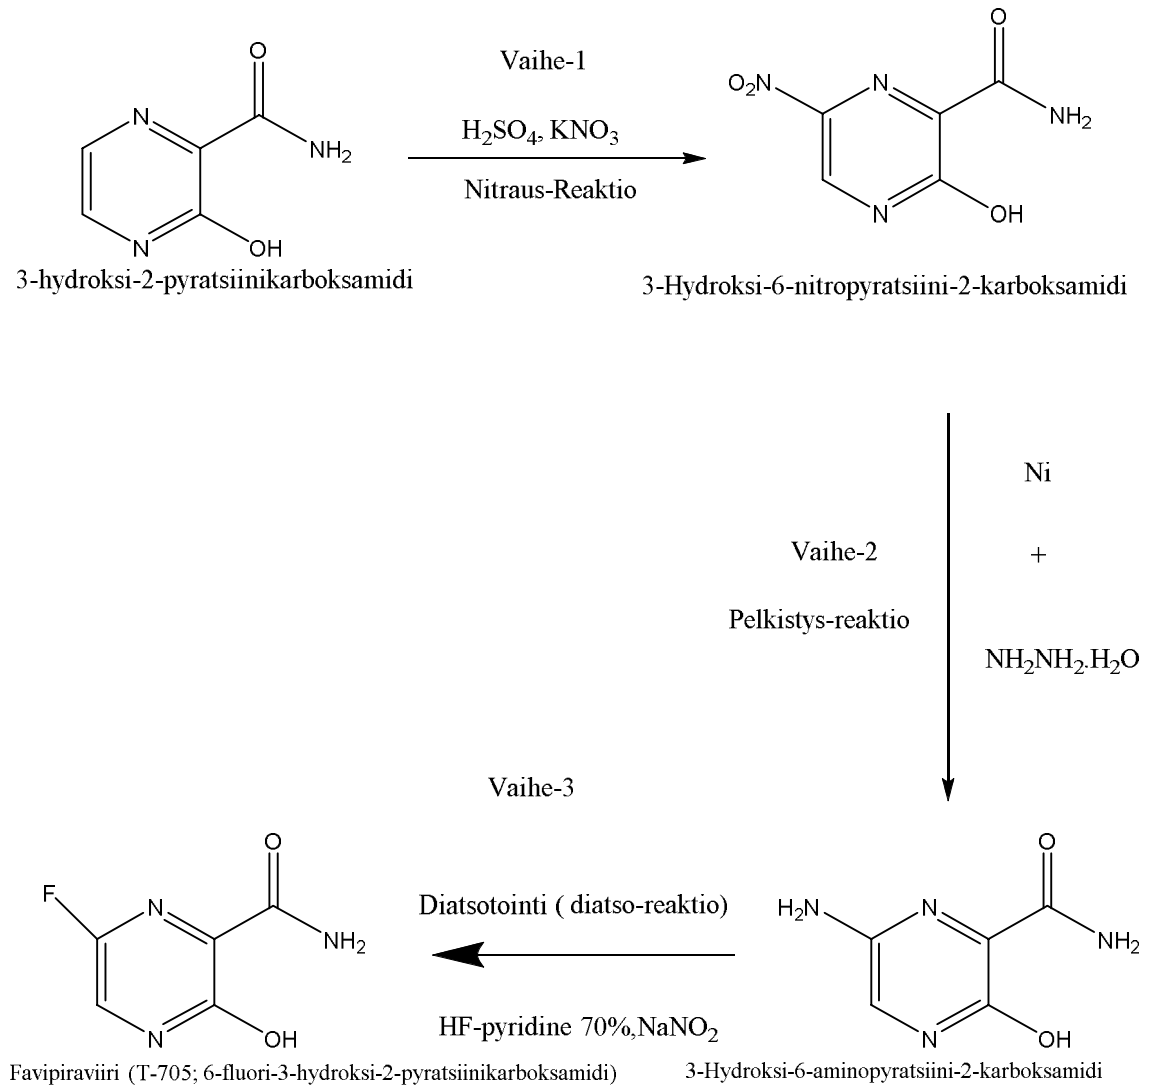 Vaihe-1
H₂SO₄, KNO₃
Nitraus-Reaktio
O
N
NH₂
N
OH
3-hydroksi-2-pyratsiinikarboksamidi
O
O₂N
N
NH₂
N
OH
3-Hydroksi-6-nitropyratsiini-2-karboksamidi
Ni
Vaihe-2
+
Pelkistys-reaktio
NH₂NH₂.H₂O
Vaihe-3
Diatsotointi ( diatso-reaktio)
HF-pyridine 70%,NaNO₂
O
F
N
NH₂
N
OH
Favipiraviiri (T-705; 6-fluori-3-hydroksi-2-pyratsiinikarboksamidi)
O
H₂N
N
NH₂
N
OH
3-Hydroksi-6-aminopyratsiini-2-karboksamidi